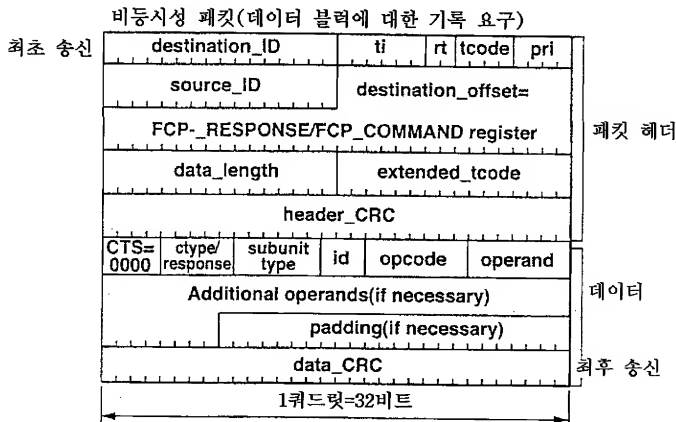 비등시성 패킷(데이터 블럭에 대한 기록 요구)
최초 송신
destination_ID ti rt tcode pri
source_ID
destination_offset=
FCP-_RESPONSE/FCP_COMMAND register
패킷 헤더
data_length extended_tcode
header_CRC
CTS=
0000
ctype/
response
subunit
type
id opcode operand
Additional operands(if necessary)
데이터
padding(if necessary)
data_CRC
최후 송신
1쿼드릿=32비트